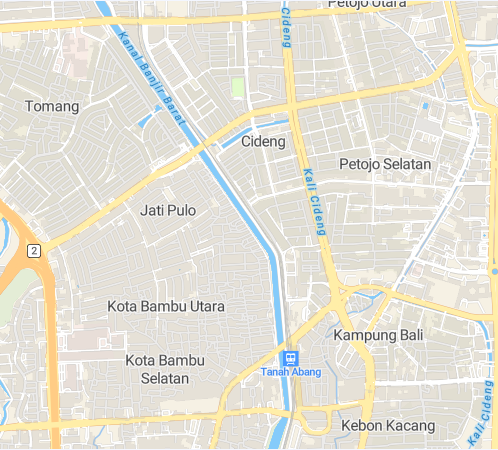 Petojo Utara
Cideng
Kanal Banjir Barat
Tomang
Cideng
Petojo Selatan
Kali Cideng
Jati Pulo
2
Kota Bambu Utara
Kampung Bali
Kota Bambu
Selatan
Tanah Abang
Kali Cideng
Kebon Kacang